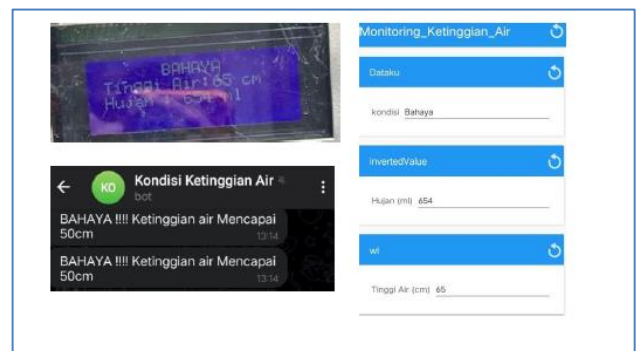 BAHAYA
Tinggi Air:65 cm
Hujan : 654 ml
KO
Kondisi Ketinggian Air
bot
BAHAYA !!!! Ketinggian air Mencapai
50cm
13:14
BAHAYA !!!! Ketinggian air Mencapai
50cm
13:14
Monitoring_Ketinggian_Air
Dataku
kondisi Bahaya
InvertedValue
Hujan (ml) 654
wl
Tinggi Air (cm) 65